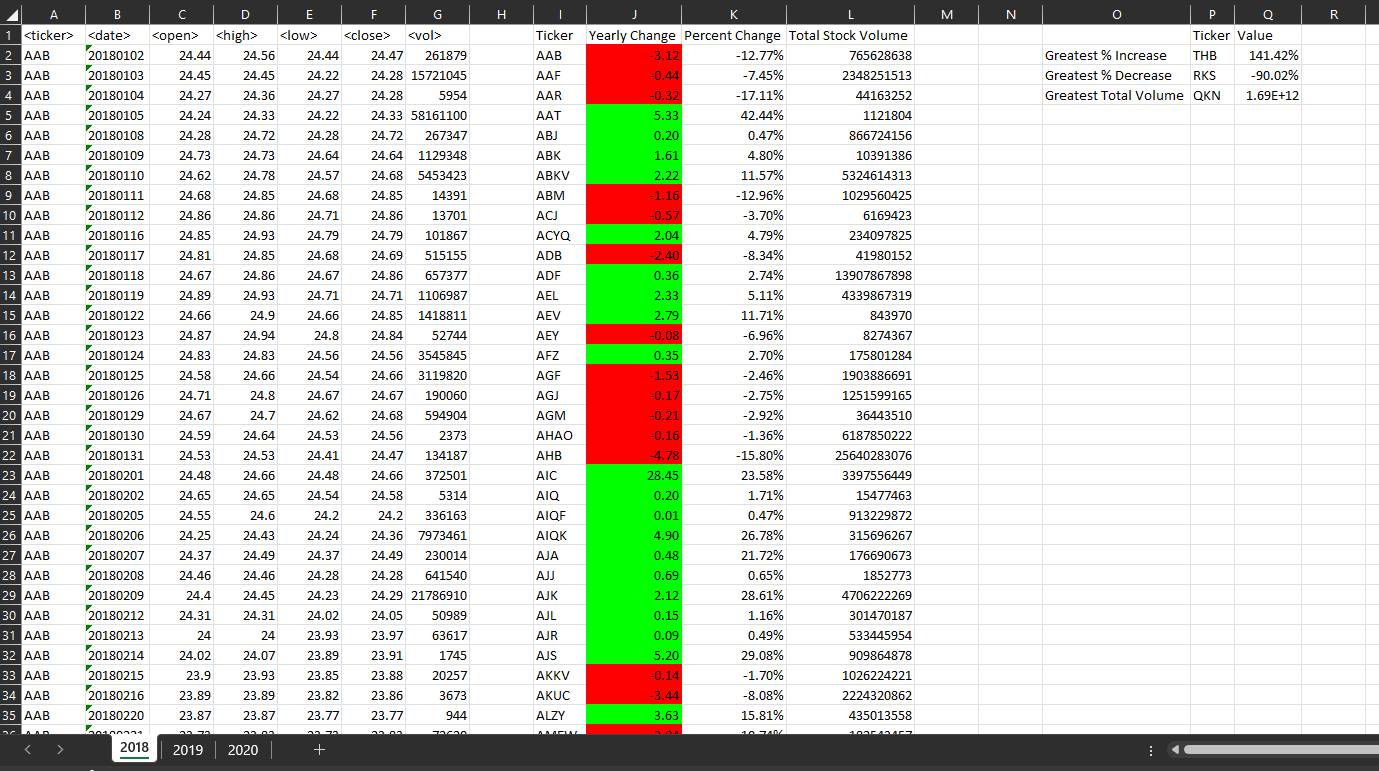 A B C D E F G H I J K L M N O P Q R
1 <ticker> <date> <open> <high> <low> <close> <vol> Ticker Yearly Change Percent Change Total Stock Volume Ticker Value
2 AAB 20180102 24.44 24.56 24.44 24.47 261879 AAB -3.12 -12.77% 765628638 Greatest % Increase THB 141.42%
3 AAB 20180103 24.45 24.45 24.22 24.28 15721045 AAF -0.44 -7.45% 2348251513 Greatest % Decrease RKS -90.02%
4 AAB 20180104 24.27 24.36 24.27 24.28 5954 AAR -0.32 -17.11% 44163252 Greatest Total Volume QKN 1.69E+12
5 AAB 20180105 24.24 24.33 24.22 24.33 58161100 AAT 5.33 42.44% 1121804
6 AAB 20180108 24.28 24.72 24.28 24.72 267347 ABJ 0.20 0.47% 866724156
7 AAB 20180109 24.73 24.73 24.64 24.64 1129348 ABK 1.61 4.80% 10391386
8 AAB 20180110 24.62 24.78 24.57 24.68 5453423 ABKV 2.22 11.57% 5324614313
9 AAB 20180111 24.68 24.85 24.68 24.85 14391 ABM -1.16 -12.96% 1029560425
10 AAB 20180112 24.86 24.86 24.71 24.86 13701 ACJ -0.57 -3.70% 6169423
11 AAB 20180116 24.85 24.93 24.79 24.79 101867 ACYQ 2.04 4.79% 234097825
12 AAB 20180117 24.81 24.85 24.68 24.69 515155 ADB -2.40 -8.34% 41980152
13 AAB 20180118 24.67 24.86 24.67 24.86 657377 ADF 0.36 2.74% 13907867898
14 AAB 20180119 24.89 24.93 24.71 24.71 1106987 AEL 2.33 5.11% 4339867319
15 AAB 20180122 24.66 24.9 24.66 24.85 1418811 AEV 2.79 11.71% 843970
16 AAB 20180123 24.87 24.94 24.8 24.84 52744 AEY -0.08 -6.96% 8274367
17 AAB 20180124 24.83 24.83 24.56 24.56 3545845 AFZ 0.35 2.70% 175801284
18 AAB 20180125 24.58 24.66 24.54 24.66 3119820 AGF -1.53 -2.46% 1903886691
19 AAB 20180126 24.71 24.8 24.67 24.67 190060 AGJ -0.17 -2.75% 1251599165
20 AAB 20180129 24.67 24.7 24.62 24.68 594904 AGM -0.21 -2.92% 36443510
21 AAB 20180130 24.59 24.64 24.53 24.56 2373 AHAO -0.16 -1.36% 6187850222
22 AAB 20180131 24.53 24.53 24.41 24.47 134187 AHB -4.78 -15.80% 25640283076
23 AAB 20180201 24.48 24.66 24.48 24.66 372501 AIC 28.45 23.58% 3397556449
24 AAB 20180202 24.65 24.65 24.54 24.58 5314 AIQ 0.20 1.71% 15477463
25 AAB 20180205 24.55 24.6 24.2 24.2 336163 AIQF 0.01 0.47% 913229872
26 AAB 20180206 24.25 24.43 24.24 24.36 7973461 AIQK 4.90 26.78% 315696267
27 AAB 20180207 24.37 24.49 24.37 24.49 230014 AJA 0.48 21.72% 176690673
28 AAB 20180208 24.46 24.46 24.28 24.28 641540 AJJ 0.69 0.65% 1852773
29 AAB 20180209 24.4 24.45 24.23 24.29 21786910 AJK 2.12 28.61% 4706222269
30 AAB 20180212 24.31 24.31 24.02 24.05 50989 AJL 0.15 1.16% 301470187
31 AAB 20180213 24 24 23.93 23.97 63617 AJR 0.09 0.49% 533445954
32 AAB 20180214 24.02 24.07 23.89 23.91 1745 AJS 5.20 29.08% 909864878
33 AAB 20180215 23.9 23.93 23.85 23.88 20257 AKKV -0.14 -1.70% 1026224221
34 AAB 20180216 23.89 23.89 23.82 23.86 3673 AKUC -3.44 -8.08% 2224320862
35 AAB 20180220 23.87 23.87 23.77 23.77 944 ALZY 3.63 15.81% 435013558
2018 2019 2020